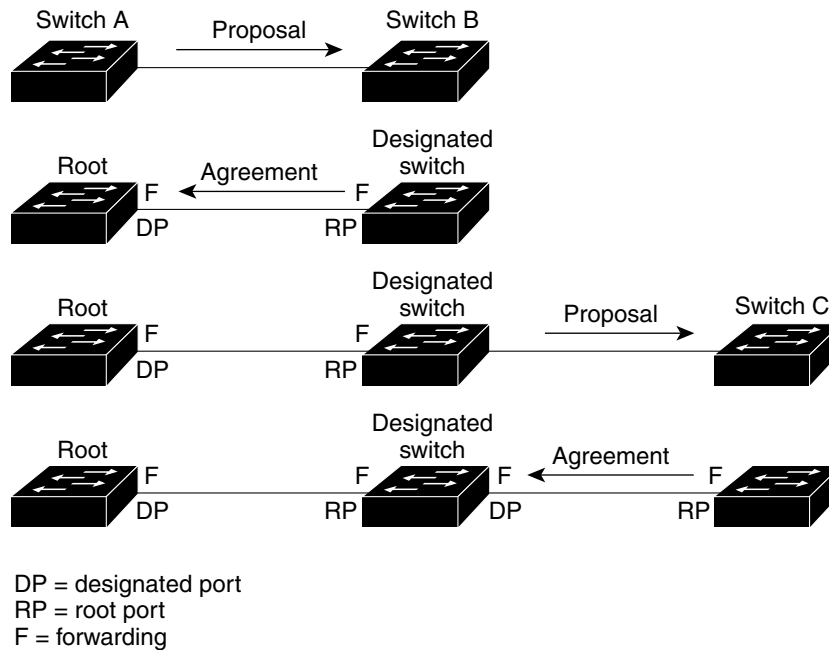 Switch A
Proposal
Switch B
Root
Agreement
Designated
switch
F
F
DP
RP
Root
Designated
switch
Proposal
Switch C
F
F
DP
RP
Root
Designated
switch
Agreement
F
F
F
F
DP
RP
DP
RP
DP = designated port
RP = root port
F = forwarding